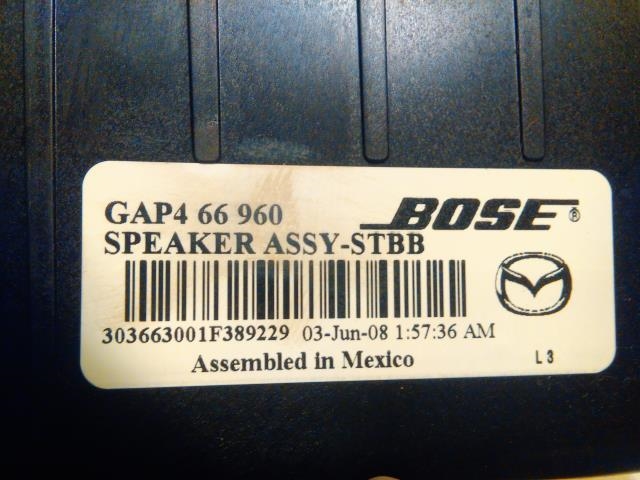 GAP4 66 960 BOSE®
SPEAKER ASSY-STBB
303663001F389229 03-Jun-08 1:57:36 AM
Assembled in Mexico L3